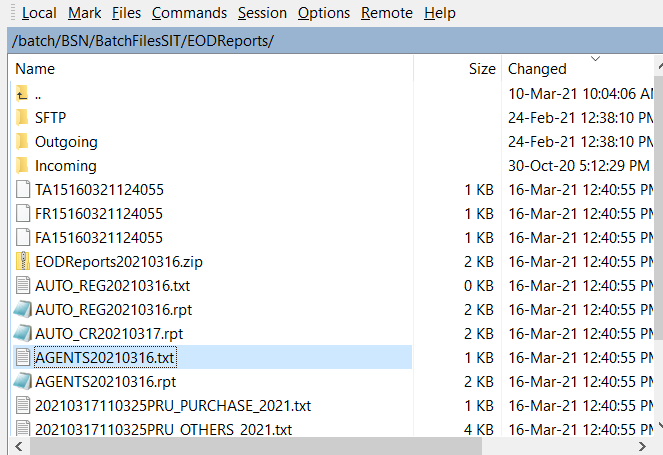 Local Mark Files Commands Session Options Remote Help
/batch/BSN/BatchFilesSIT/EODReports/
Name Size Changed
.. 10-Mar-21 10:04:06 AM
SFTP 24-Feb-21 12:38:10 PM
Outgoing 24-Feb-21 12:38:10 PM
Incoming 30-Oct-20 5:12:29 PM
TA15160321124055 1 KB 16-Mar-21 12:40:55 PM
FR15160321124055 1 KB 16-Mar-21 12:40:55 PM
FA15160321124055 1 KB 16-Mar-21 12:40:55 PM
EODReports20210316.zip 2 KB 16-Mar-21 12:40:55 PM
AUTO_REG20210316.txt 0 KB 16-Mar-21 12:40:55 PM
AUTO_REG20210316.rpt 2 KB 16-Mar-21 12:40:55 PM
AUTO_CR20210317.rpt 2 KB 16-Mar-21 12:40:55 PM
AGENTS20210316.txt 1 KB 16-Mar-21 12:40:55 PM
AGENTS20210316.rpt 2 KB 16-Mar-21 12:40:55 PM
20210317110325PRU_PURCHASE_2021.txt 1 KB 16-Mar-21 12:40:55 PM
20210317110325PRU_OTHERS_2021.txt 4 KB 16-Mar-21 12:40:55 PM